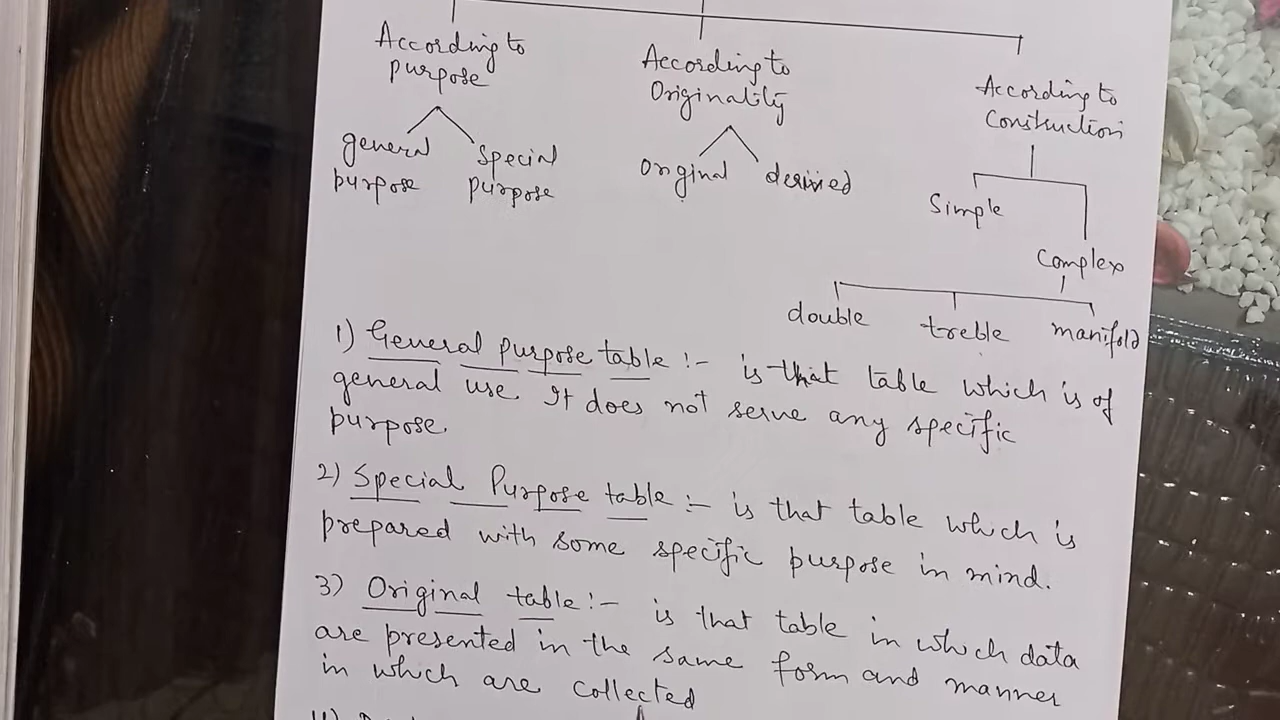 According to
purpose
According to
Originality
According to
Construction
general
purpose
Special
purpose
Original
derived
Simple
Complex
double
treble
manifold
1) General purpose table :- is that table which is of
general use. It does not serve any specific
purpose.
2) Special Purpose table :- is that table which is
prepared with some specific purpose in mind.
3) Original table :- is that table in which data
are presented in the same form and manner
in which are collected